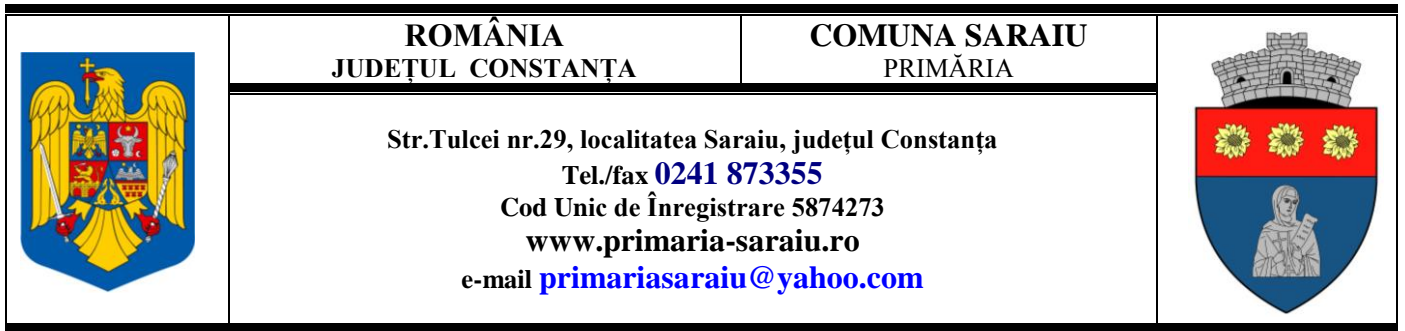 ROMÂNIA
JUDEȚUL CONSTANȚA
COMUNA SARAIU
PRIMĂRIA
Str.Tulcei nr.29, localitatea Saraiu, județul Constanța
Tel./fax 0241 873355
Cod Unic de Înregistrare 5874273
www.primaria-saraiu.ro
e-mail primariasaraiu@yahoo.com